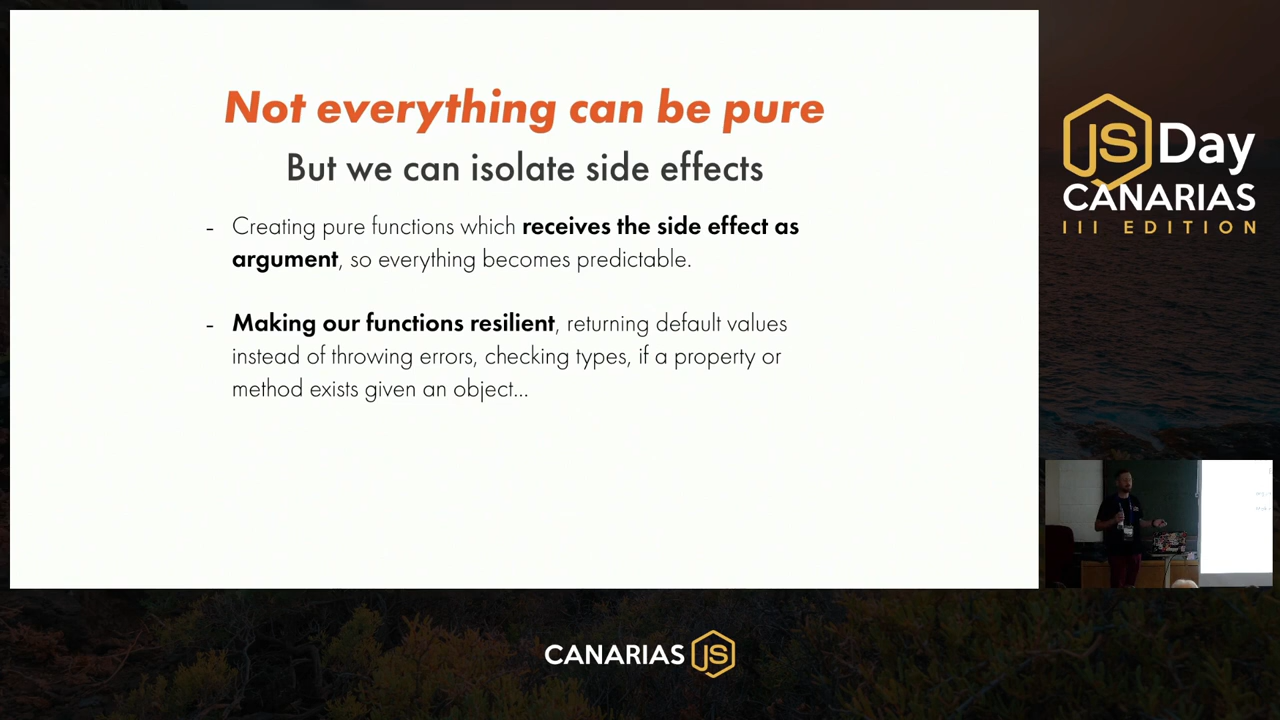 Not everything can be pure
But we can isolate side effects
- Creating pure functions which receives the side effect as
argument, so everything becomes predictable.
- Making our functions resilient, returning default values
instead of throwing errors, checking types, if a property or
method exists given an object...
JS Day
CANARIAS
III EDITION
CANARIAS JS